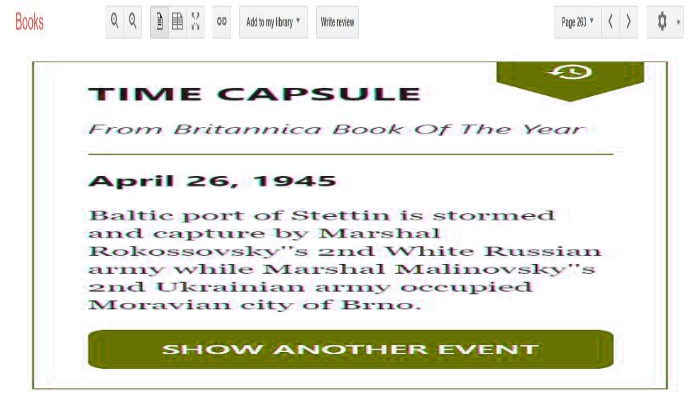 Books
Add to my library
Write review
Page 263
TIME CAPSULE
From Britannica Book Of The Year
April 26, 1945
Baltic port of Stettin is stormed
and capture by Marshal
Rokossovsky"s 2nd White Russian
army while Marshal Malinovsky"s
2nd Ukrainian army occupied
Moravian city of Brno.
SHOW ANOTHER EVENT